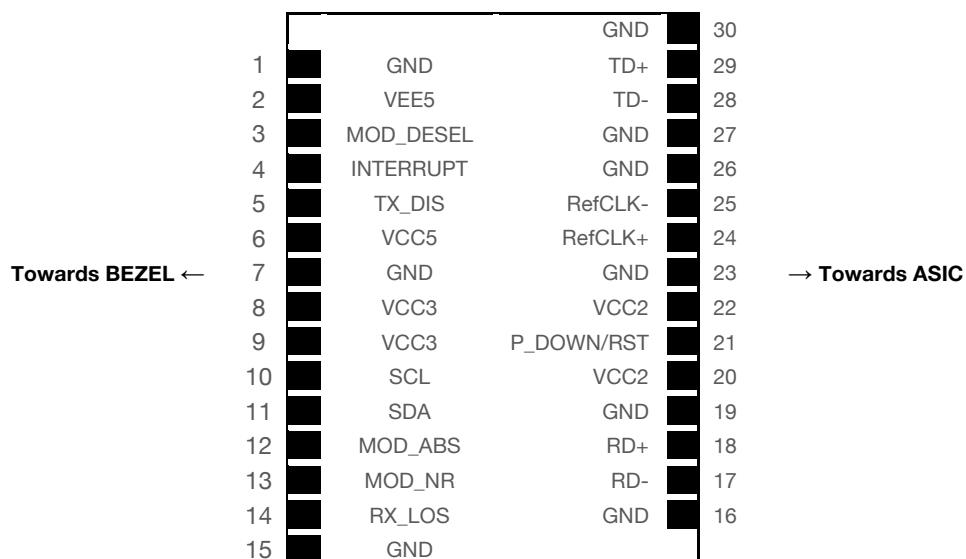 GND 30
1 GND TD+ 29
2 VEE5 TD- 28
3 MOD_DESEL GND 27
4 INTERRUPT GND 26
5 TX_DIS RefCLK- 25
6 VCC5 RefCLK+ 24
Towards BEZEL ← 7 GND GND 23 → Towards ASIC
8 VCC3 VCC2 22
9 VCC3 P_DOWN/RST 21
10 SCL VCC2 20
11 SDA GND 19
12 MOD_ABS RD+ 18
13 MOD_NR RD- 17
14 RX_LOS GND 16
15 GND